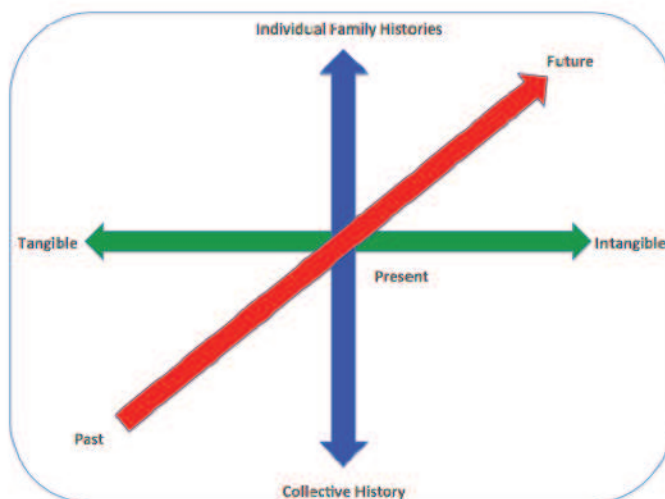 Individual Family Histories
Future
Tangible
Intangible
Present
Past
Collective History